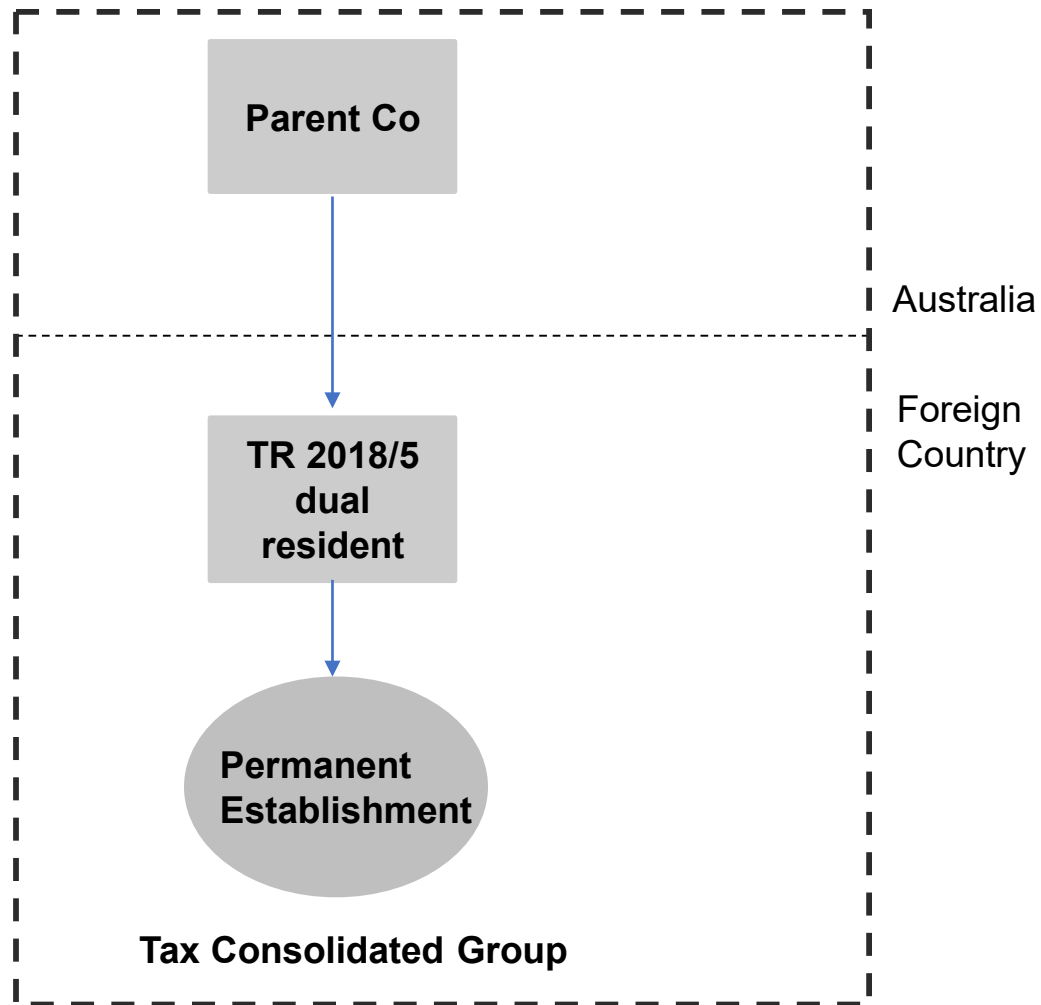 Parent Co
Australia
Foreign
Country
TR 2018/5
dual
resident
Permanent
Establishment
Tax Consolidated Group